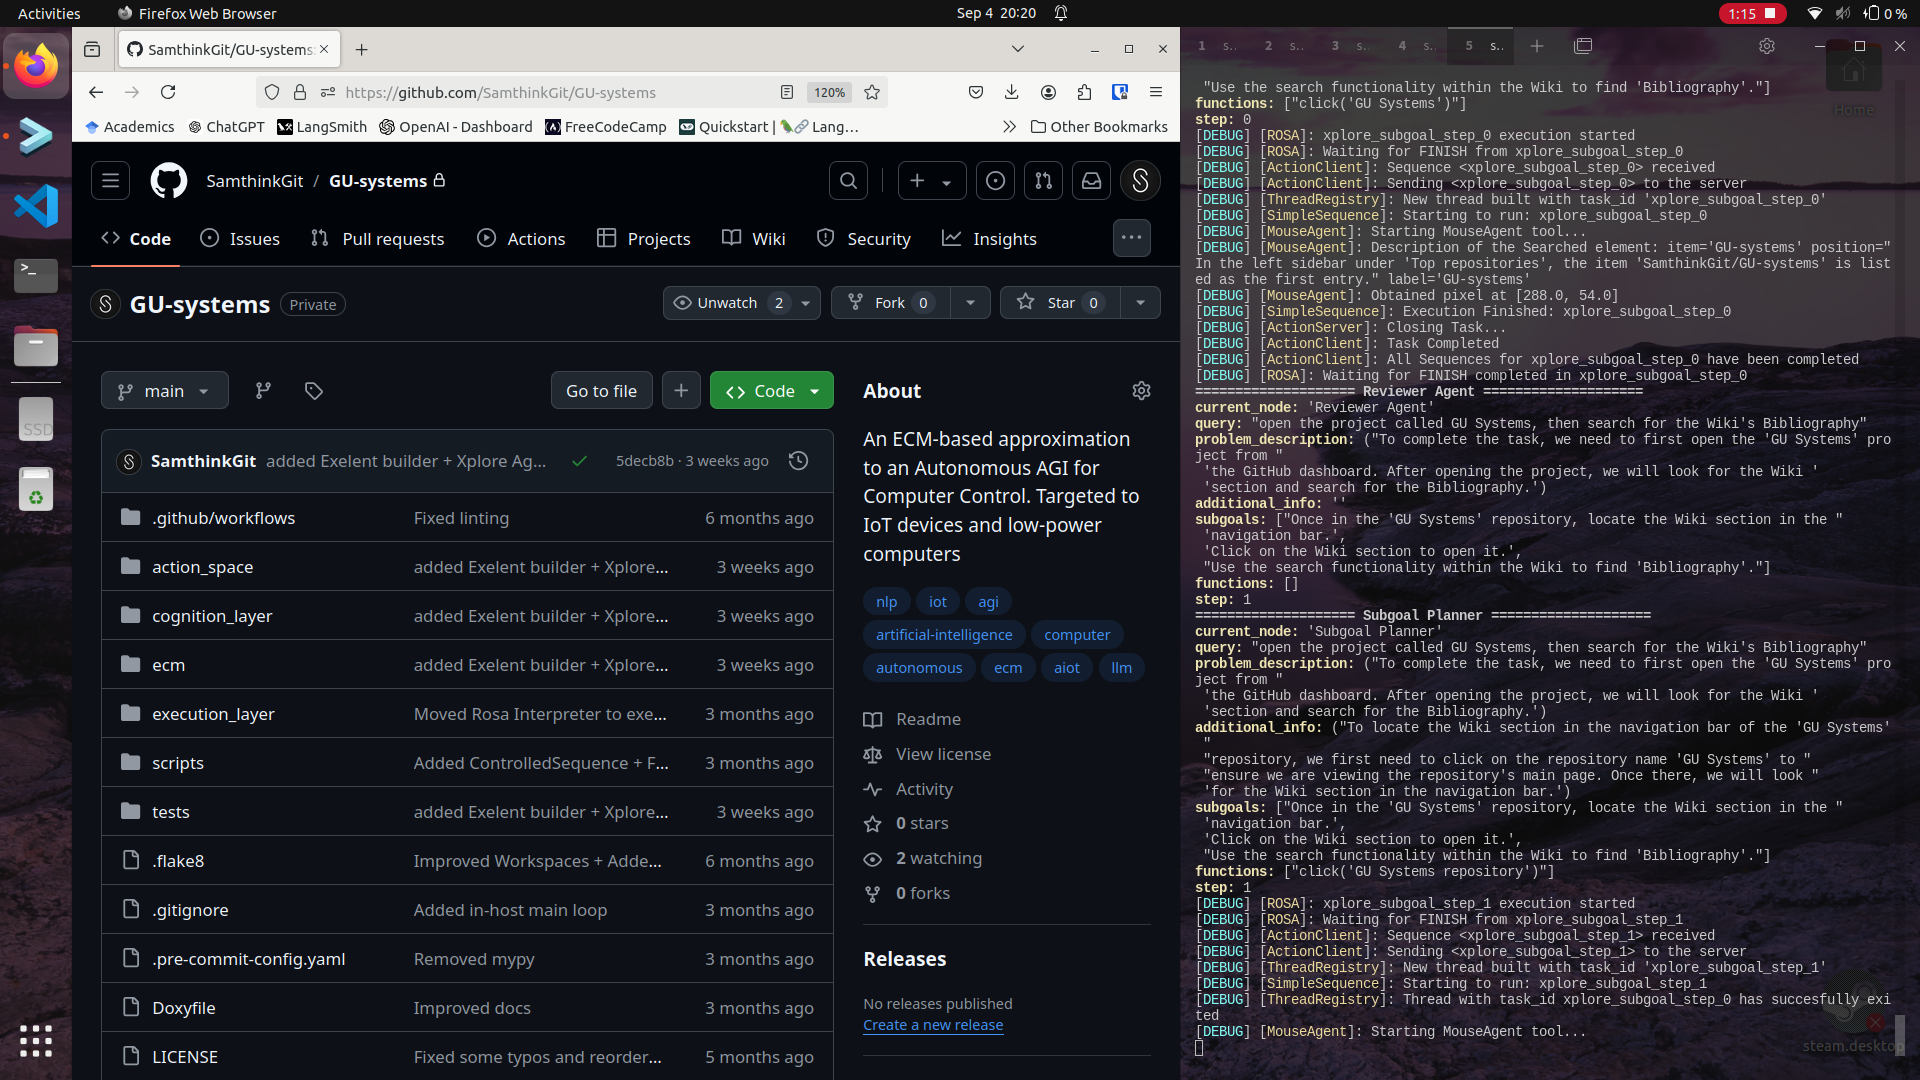 Activities
Firefox Web Browser
Sep 4 20:20
1:15
0 %
SSD
SamthinkGit/GU-systems:
120%
https://github.com/SamthinkGit/GU-systems
Academics
ChatGPT
LangSmith
OpenAI - Dashboard
FreeCodeCamp
Quickstart | 🦜🔗 Lang…
Other Bookmarks
SamthinkGit / GU-systems
Code
Issues
Pull requests
Actions
Projects
Wiki
Security
Insights
GU-systems Private
Unwatch 2
Fork 0
Star 0
main
Go to file
Code
SamthinkGit added Exelent builder + Xplore Ag... 5decb8b · 3 weeks ago
.github/workflows Fixed linting 6 months ago
action_space added Exelent builder + Xplore... 3 weeks ago
cognition_layer added Exelent builder + Xplore... 3 weeks ago
ecm added Exelent builder + Xplore... 3 weeks ago
execution_layer Moved Rosa Interpreter to exe... 3 months ago
scripts Added ControlledSequence + F... 3 months ago
tests added Exelent builder + Xplore... 3 weeks ago
.flake8 Improved Workspaces + Adde... 6 months ago
.gitignore Added in-host main loop 3 months ago
.pre-commit-config.yaml Removed mypy 3 months ago
Doxyfile Improved docs 3 months ago
LICENSE Fixed some typos and reorder... 5 months ago
About
An ECM-based approximation
to an Autonomous AGI for
Computer Control. Targeted to
IoT devices and low-power
computers
nlp iot agi
artificial-intelligence computer
autonomous ecm aiot llm
Readme
View license
Activity
0 stars
2 watching
0 forks
Releases
No releases published
Create a new release
1 s..
2 s..
3 s..
4 s..
5 s..
Home
"Use the search functionality within the Wiki to find 'Bibliography'."]
functions: ["click('GU Systems')"]
step: 0
[DEBUG] [ROSA]: xplore_subgoal_step_0 execution started
[DEBUG] [ROSA]: Waiting for FINISH from xplore_subgoal_step_0
[DEBUG] [ActionClient]: Sequence <xplore_subgoal_step_0> received
[DEBUG] [ActionClient]: Sending <xplore_subgoal_step_0> to the server
[DEBUG] [ThreadRegistry]: New thread built with task_id 'xplore_subgoal_step_0'
[DEBUG] [SimpleSequence]: Starting to run: xplore_subgoal_step_0
[DEBUG] [MouseAgent]: Starting MouseAgent tool...
[DEBUG] [MouseAgent]: Description of the Searched element: item='GU-systems' position="
In the left sidebar under 'Top repositories', the item 'SamthinkGit/GU-systems' is list
ed as the first entry." label='GU-systems'
[DEBUG] [MouseAgent]: Obtained pixel at [288.0, 54.0]
[DEBUG] [SimpleSequence]: Execution Finished: xplore_subgoal_step_0
[DEBUG] [ActionServer]: Closing Task...
[DEBUG] [ActionClient]: Task Completed
[DEBUG] [ActionClient]: All Sequences for xplore_subgoal_step_0 have been completed
[DEBUG] [ROSA]: Waiting for FINISH completed in xplore_subgoal_step_0
==================== Reviewer Agent ====================
current_node: 'Reviewer Agent'
query: "open the project called GU Systems, then search for the Wiki's Bibliography"
problem_description: ("To complete the task, we need to first open the 'GU Systems' pro
ject from "
'the GitHub dashboard. After opening the project, we will look for the Wiki '
'section and search for the Bibliography.')
additional_info: ''
subgoals: ["Once in the 'GU Systems' repository, locate the Wiki section in the "
'navigation bar.',
'Click on the Wiki section to open it.',
"Use the search functionality within the Wiki to find 'Bibliography'."]
functions: []
step: 1
==================== Subgoal Planner ====================
current_node: 'Subgoal Planner'
query: "open the project called GU Systems, then search for the Wiki's Bibliography"
problem_description: ("To complete the task, we need to first open the 'GU Systems' pro
ject from "
'the GitHub dashboard. After opening the project, we will look for the Wiki '
'section and search for the Bibliography.')
additional_info: ("To locate the Wiki section in the navigation bar of the 'GU Systems'
"
"repository, we first need to click on the repository name 'GU Systems' to "
"ensure we are viewing the repository's main page. Once there, we will look "
'for the Wiki section in the navigation bar.')
subgoals: ["Once in the 'GU Systems' repository, locate the Wiki section in the "
'navigation bar.',
'Click on the Wiki section to open it.',
"Use the search functionality within the Wiki to find 'Bibliography'."]
functions: ["click('GU Systems repository')"]
step: 1
[DEBUG] [ROSA]: xplore_subgoal_step_1 execution started
[DEBUG] [ROSA]: Waiting for FINISH from xplore_subgoal_step_1
[DEBUG] [ActionClient]: Sequence <xplore_subgoal_step_1> received
[DEBUG] [ActionClient]: Sending <xplore_subgoal_step_1> to the server
[DEBUG] [ThreadRegistry]: New thread built with task_id 'xplore_subgoal_step_1'
[DEBUG] [SimpleSequence]: Starting to run: xplore_subgoal_step_1
[DEBUG] [ThreadRegistry]: Thread with task_id xplore_subgoal_step_0 has succesfully exi
ted
[DEBUG] [MouseAgent]: Starting MouseAgent tool...
steam.desktop